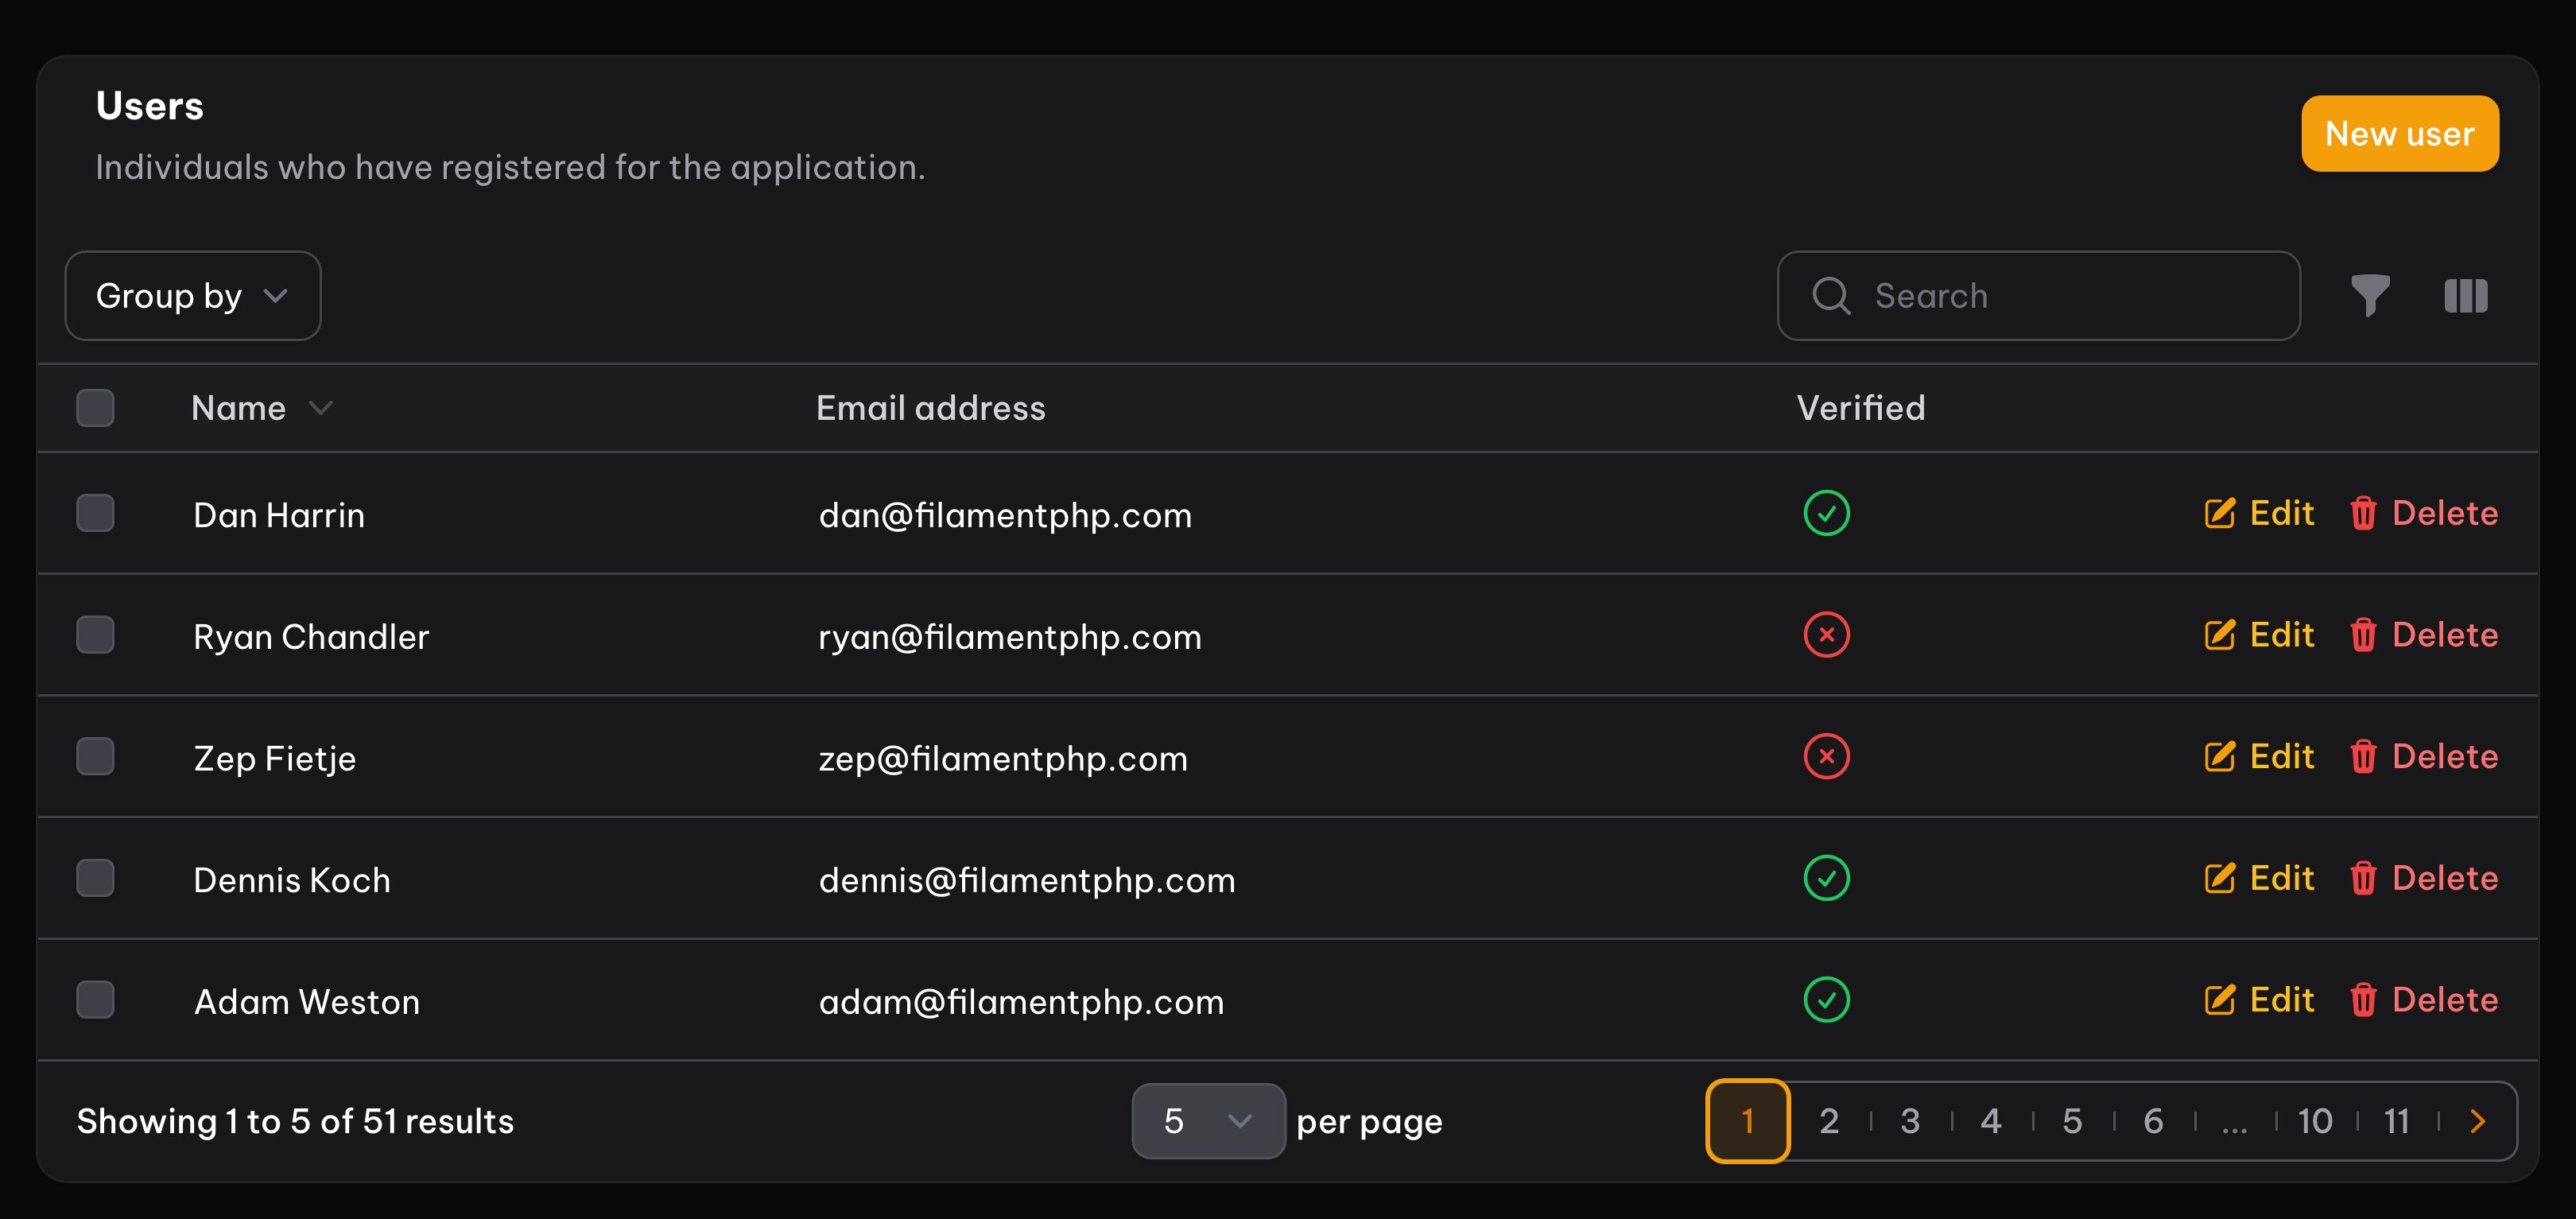 Users
Individuals who have registered for the application.
New user
Group by
Search
Name Email address Verified
Dan Harrin dan@filamentphp.com Edit Delete
Ryan Chandler ryan@filamentphp.com Edit Delete
Zep Fietje zep@filamentphp.com Edit Delete
Dennis Koch dennis@filamentphp.com Edit Delete
Adam Weston adam@filamentphp.com Edit Delete
Showing 1 to 5 of 51 results 5 per page 1 2 3 4 5 6 ... 10 11